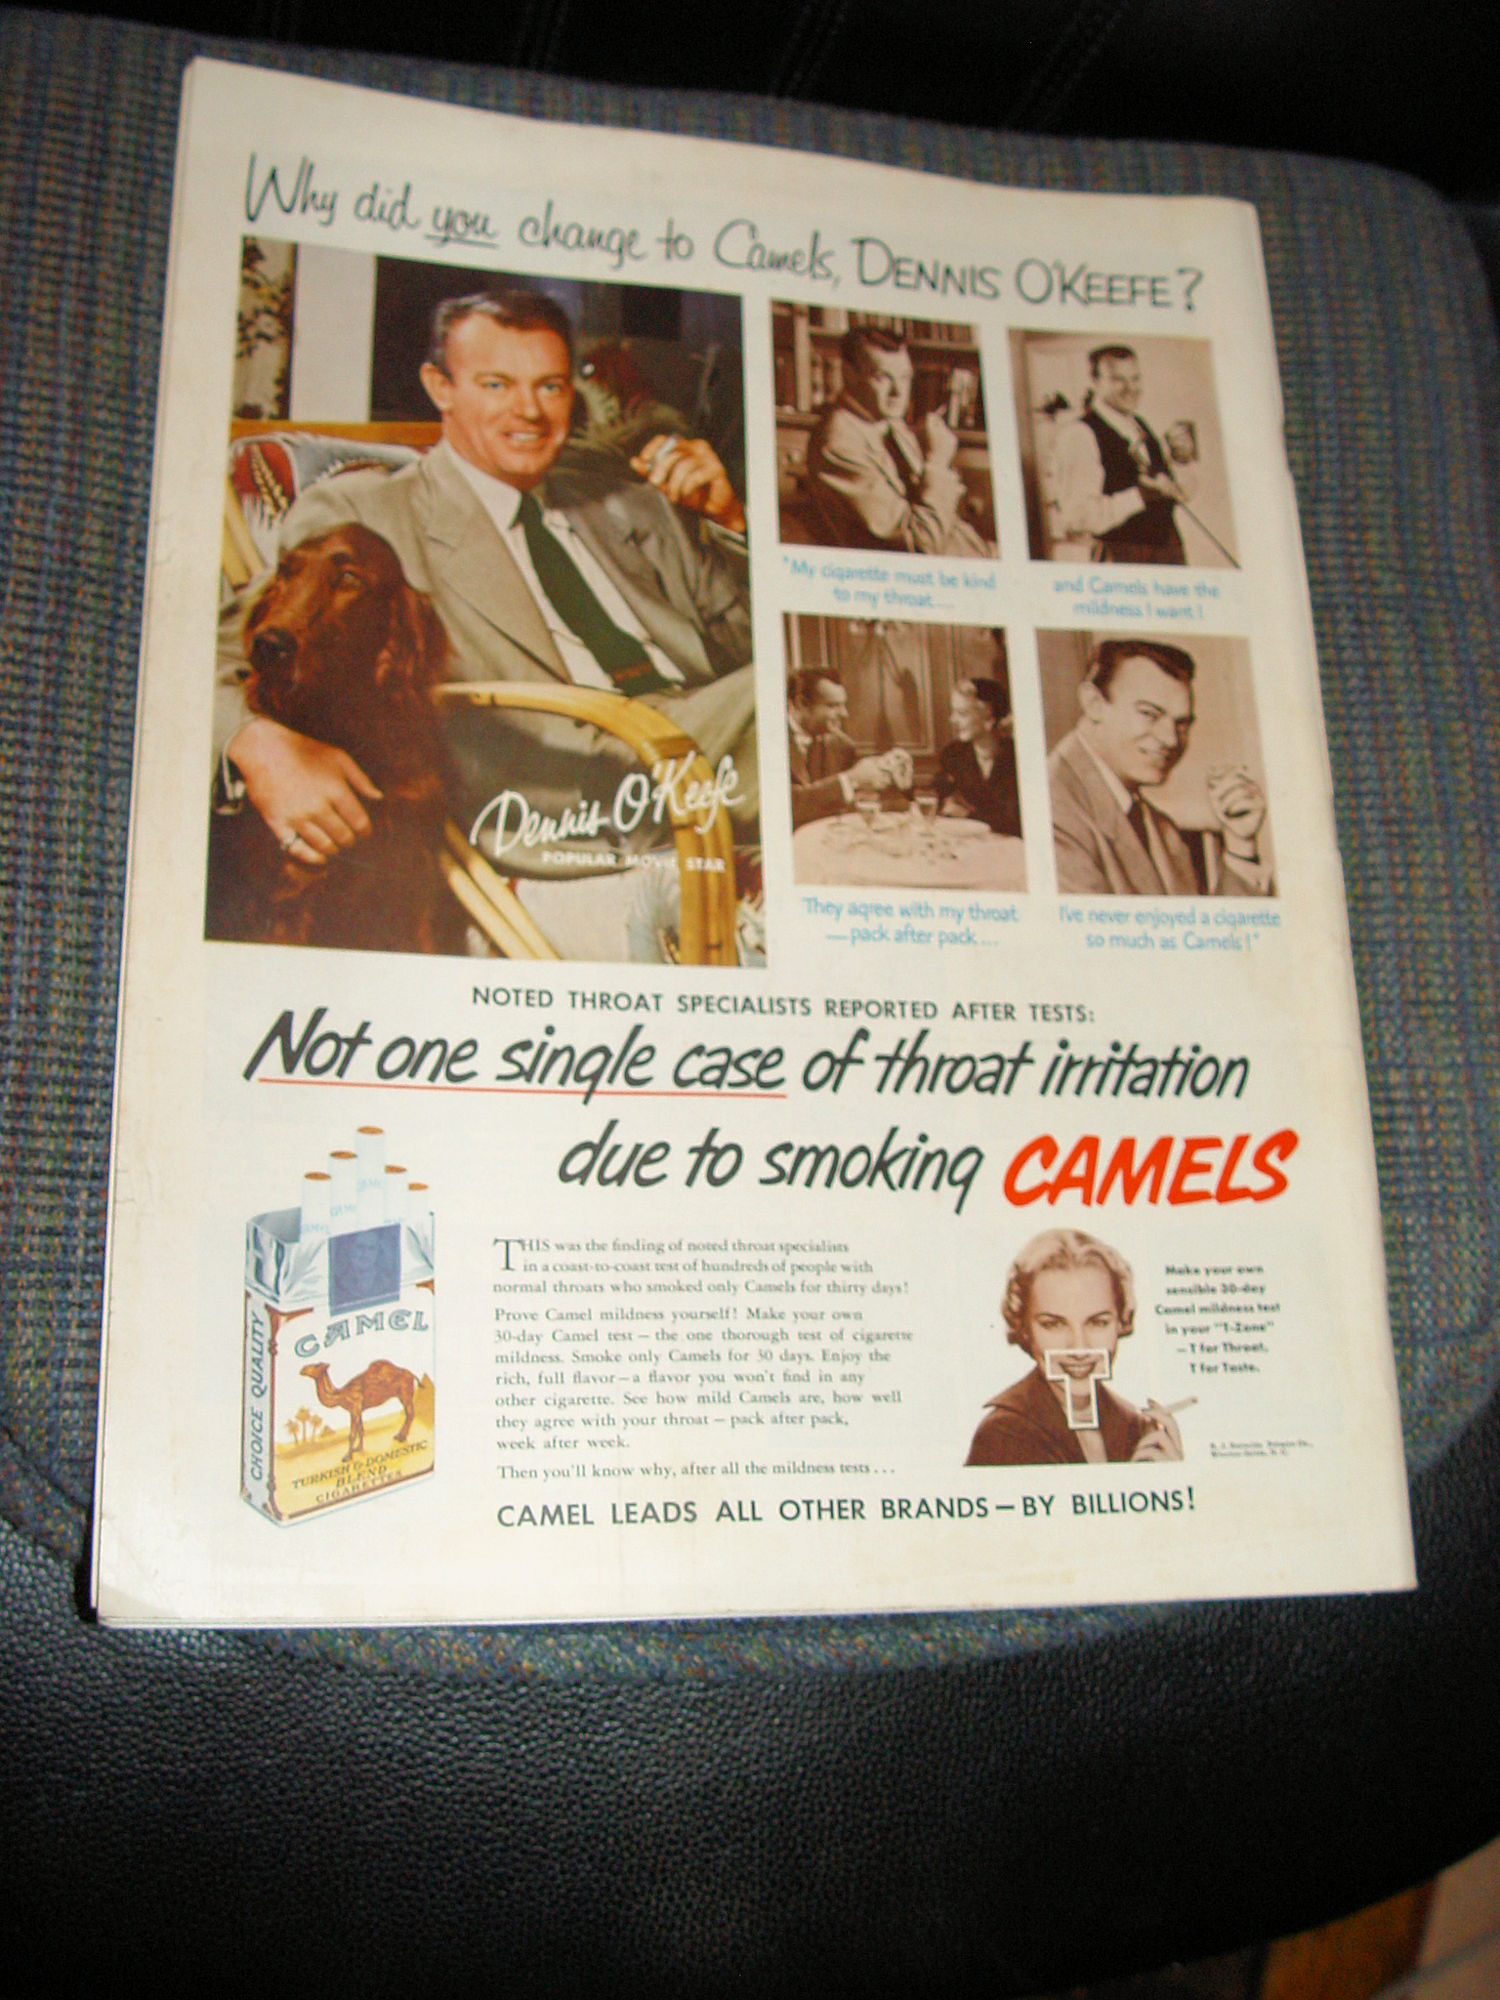 Why did you change to Camels, DENNIS O'KEEFE?
Dennis O'Keefe
POPULAR MOVIE STAR
"My cigarette must be kind
to my throat....
and Camels have the
mildness I want!
They agree with my throat
—pack after pack....
I've never enjoyed a cigarette
so much as Camels!"
NOTED THROAT SPECIALISTS REPORTED AFTER TESTS:
Not one single case of throat irritation
due to smoking CAMELS
CAMEL
CHOICE QUALITY
TURKISH & DOMESTIC
BLEND
CIGARETTES
THIS was the finding of noted throat specialists
in a coast-to-coast test of hundreds of people with
normal throats who smoked only Camels for thirty days!
Prove Camel mildness yourself! Make your own
30-day Camel test — the one thorough test of cigarette
mildness. Smoke only Camels for 30 days. Enjoy the
rich, full flavor—a flavor you won't find in any
other cigarette. See how mild Camels are, how well
they agree with your throat — pack after pack,
week after week.
Then you'll know why, after all the mildness tests . . .
CAMEL LEADS ALL OTHER BRANDS—BY BILLIONS!
T
Make your own
sensible 30-day
Camel mildness test
in your "T-Zone"
—T for Throat,
T for Taste.
R. J. Reynolds Tobacco Co.,
Winston-Salem, N. C.